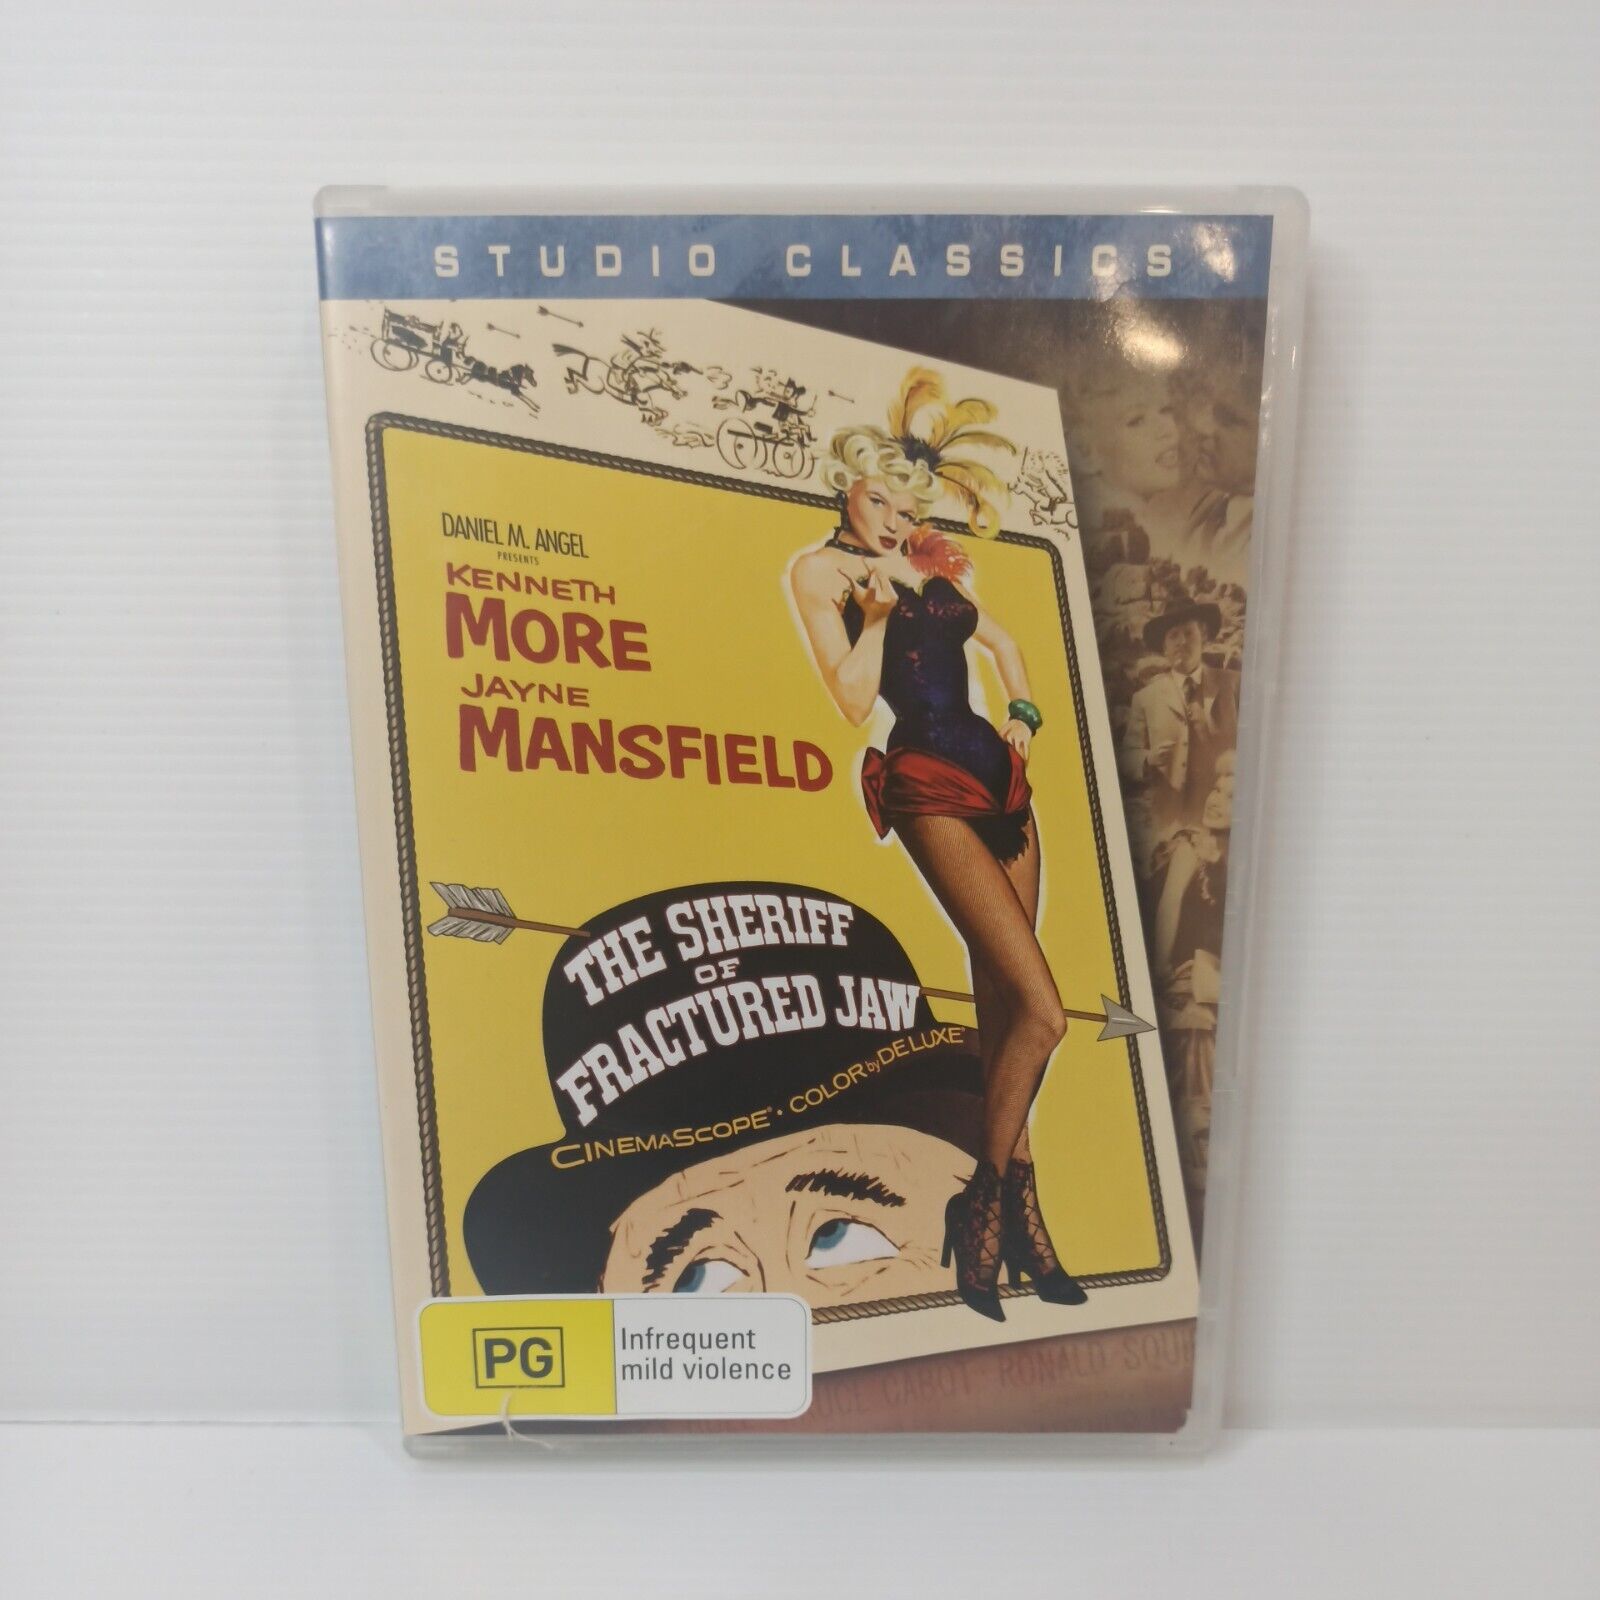 STUDIO CLASSICS
DANIEL M. ANGEL
PRESENTS
KENNETH
MORE
JAYNE
MANSFIELD
THE SHERIFF
OF
FRACTURED JAW
CINEMASCOPE® · COLOR by DE LUXE®
PG
Infrequent
mild violence
CABOT · RONALD SQU